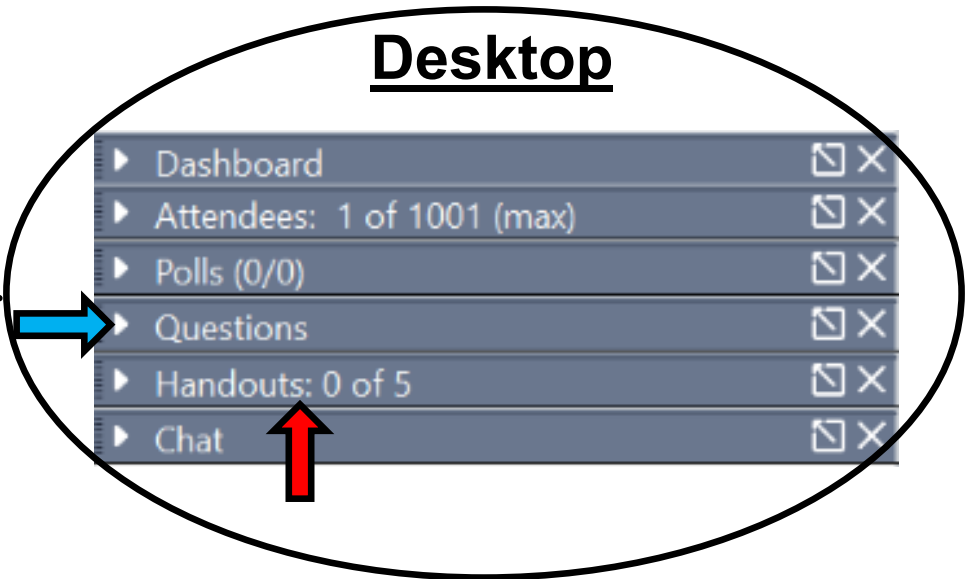 Desktop
Dashboard
Attendees: 1 of 1001 (max)
Polls (0/0)
Questions
Handouts: 0 of 5
Chat